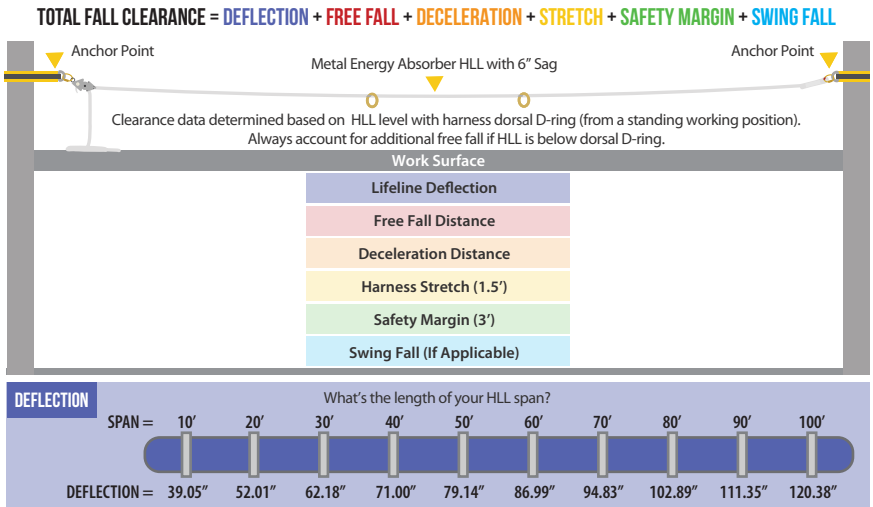 TOTAL FALL CLEARANCE = DEFLECTION + FREE FALL + DECELERATION + STRETCH + SAFETY MARGIN + SWING FALL
Anchor Point
Anchor Point
Metal Energy Absorber HLL with 6” Sag
Clearance data determined based on HLL level with harness dorsal D-ring (from a standing working position).
Always account for additional free fall if HLL is below dorsal D-ring.
Work Surface
Lifeline Deflection
Free Fall Distance
Deceleration Distance
Harness Stretch (1.5’)
Safety Margin (3’)
Swing Fall (If Applicable)
DEFLECTION
What’s the length of your HLL span?
SPAN = 10’ 20’ 30’ 40’ 50’ 60’ 70’ 80’ 90’ 100’
DEFLECTION = 39.05” 52.01” 62.18” 71.00” 79.14” 86.99” 94.83” 102.89” 111.35” 120.38”